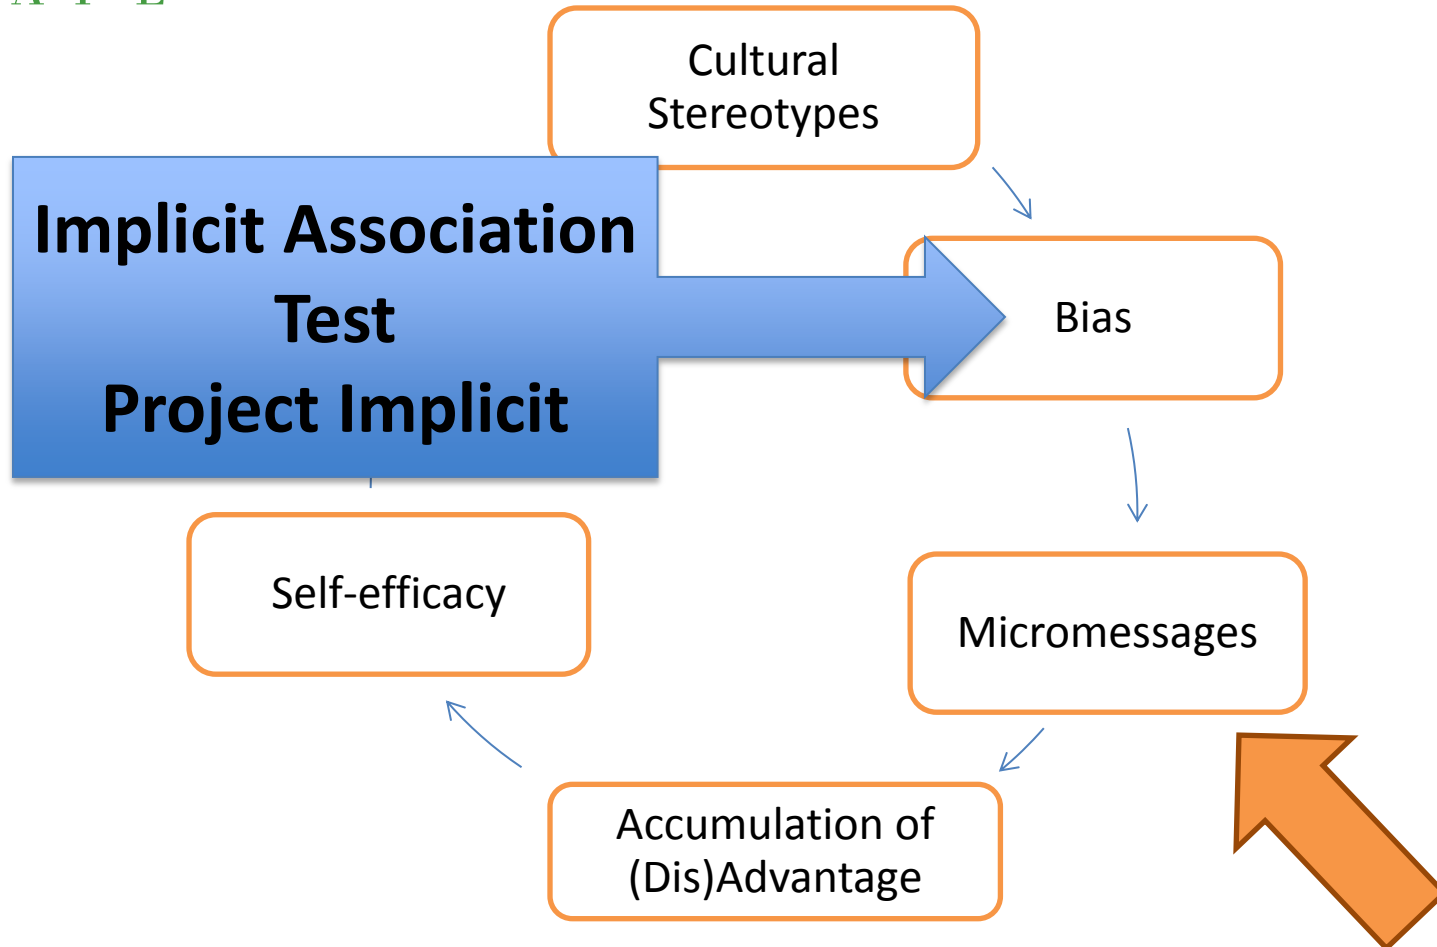 Cultural
Stereotypes
Implicit Association
Test
Project Implicit
Bias
Self-efficacy
Micromessages
Accumulation of
(Dis)Advantage